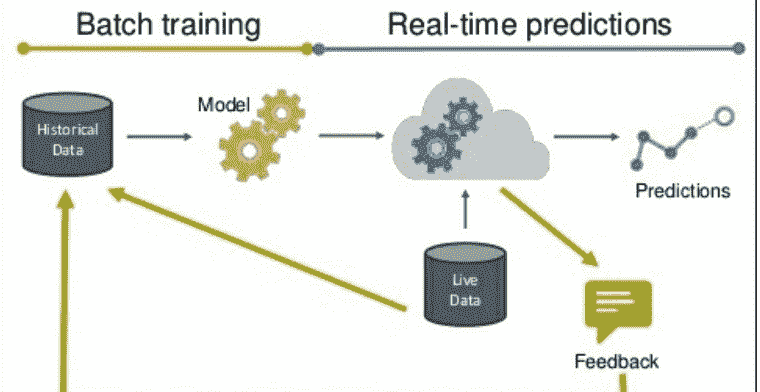 Batch training
Real-time predictions
Model
Historical
Data
Predictions
Live
Data
Feedback